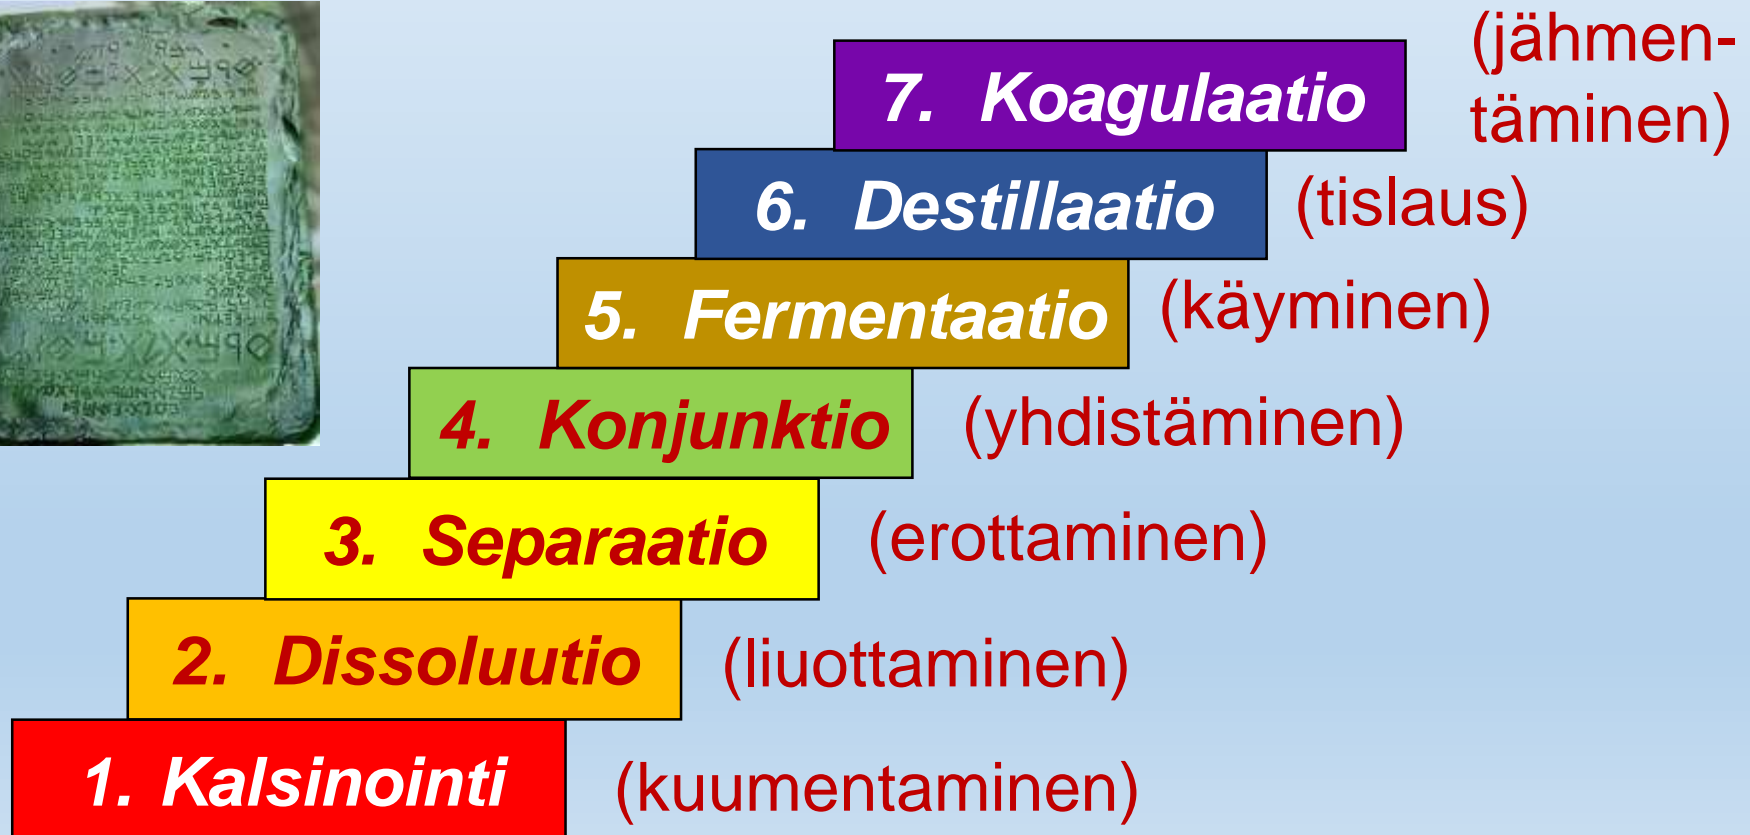 (jähmen-
täminen)
7. Koagulaatio
6. Destillaatio (tislaus)
5. Fermentaatio (käyminen)
4. Konjunktio (yhdistäminen)
3. Separaatio (erottaminen)
2. Dissoluutio (liuottaminen)
1. Kalsinointi (kuumentaminen)